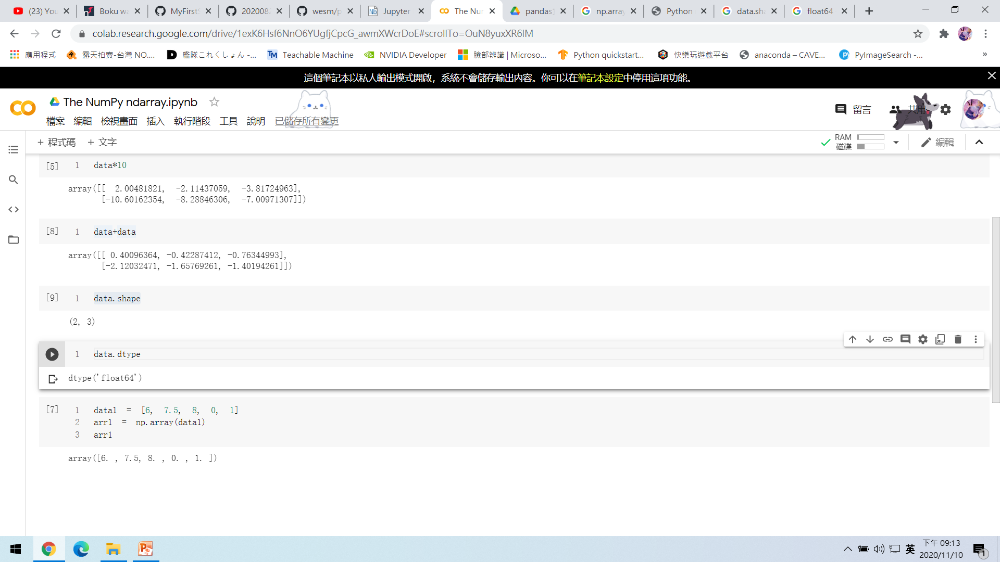 (23) You
Boku wa
MyFirst
2020082
wesm/p
Jupyter
The Num
pandas
np.array
Python
data.sha
float64
colab.research.google.com/drive/1exK6Hsf6NnO6YUgfjCpcG_awmXWcrDoE#scrollTo=OuN8yuxXR6lM
應用程式
露天拍賣-台灣 NO....
艦隊これくしょん -...
Teachable Machine
NVIDIA Developer
臉部辨識 | Microso...
Python quickstart...
快樂玩遊戲平台
anaconda – CAVE...
PyImageSearch -...
»
這個筆記本以私人輸出模式開啟，系統不會儲存輸出內容。你可以在筆記本設定中停用這項功能。
The NumPy ndarray.ipynb
檔案 編輯 檢視畫面 插入 執行階段 工具 說明 已儲存所有變更
留言
共用
+ 程式碼 + 文字
RAM
磁碟
編輯
[5] 1 data*10
array([[  2.00481821,  -2.11437059,  -3.81724963],
[-10.60162354,  -8.28846306,  -7.00971307]])
[8] 1 data+data
array([[ 0.40096364, -0.42287412, -0.76344993],
[-2.12032471, -1.65769261, -1.40194261]])
[9] 1 data.shape
(2, 3)
1 data.dtype
dtype('float64')
[7] 1 data1 = [6, 7.5, 8, 0, 1]
2 arr1 = np.array(data1)
3 arr1
array([6. , 7.5, 8. , 0. , 1. ])
英
下午 09:13
2020/11/10
1